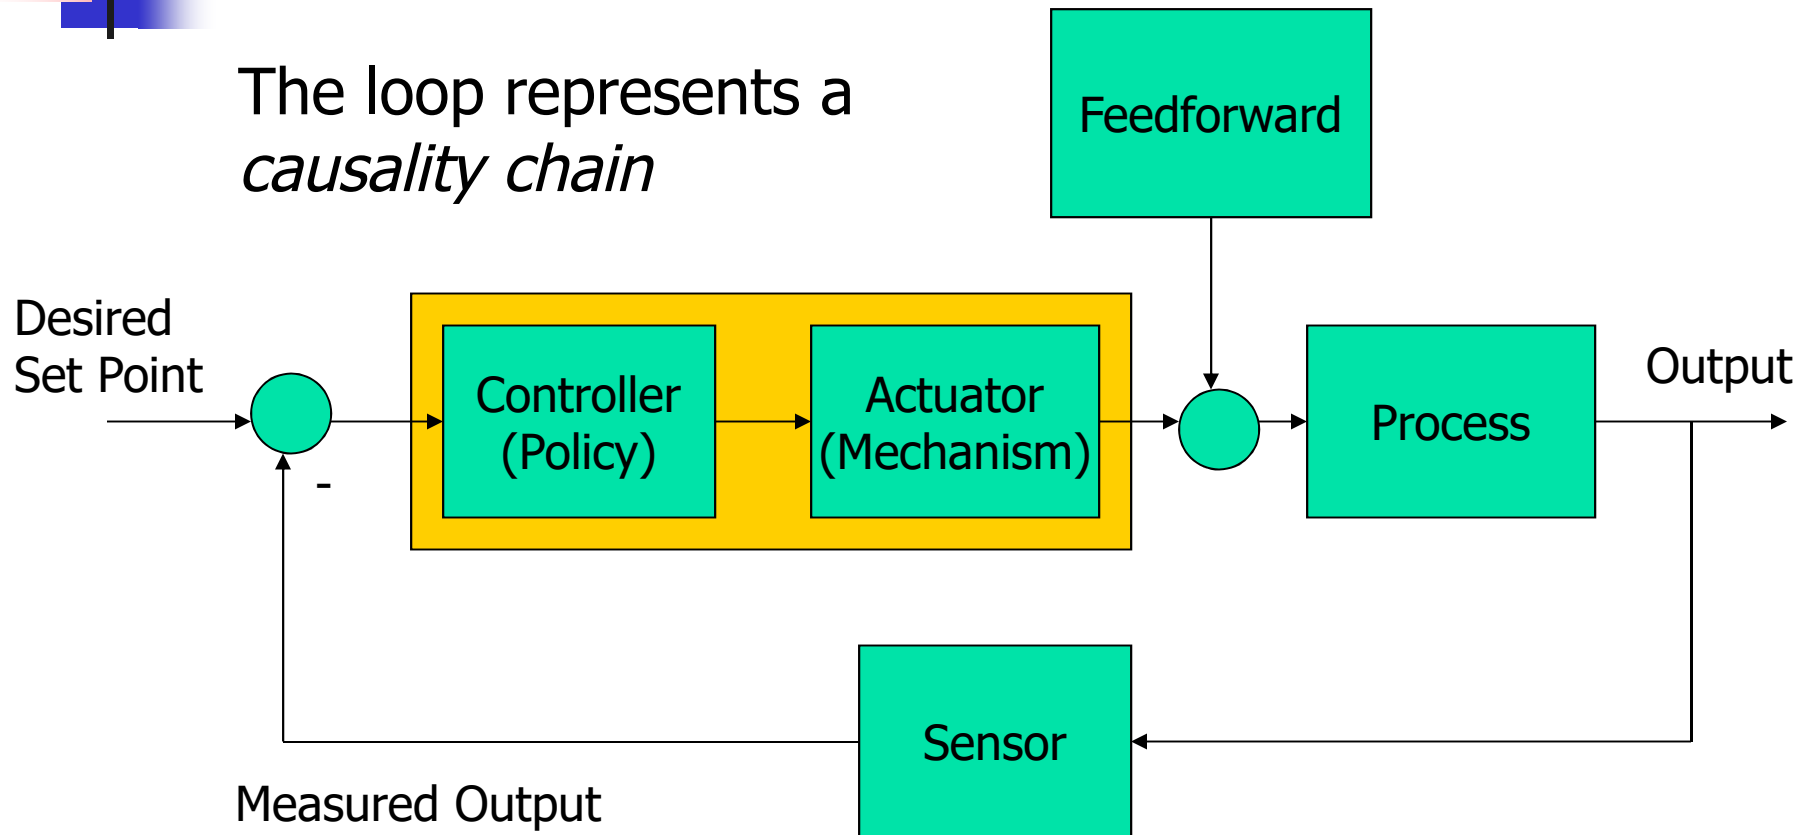 The loop represents a
causality chain
Feedforward
Desired
Set Point
Controller
(Policy)
Actuator
(Mechanism)
Process
Output
-
Sensor
Measured Output